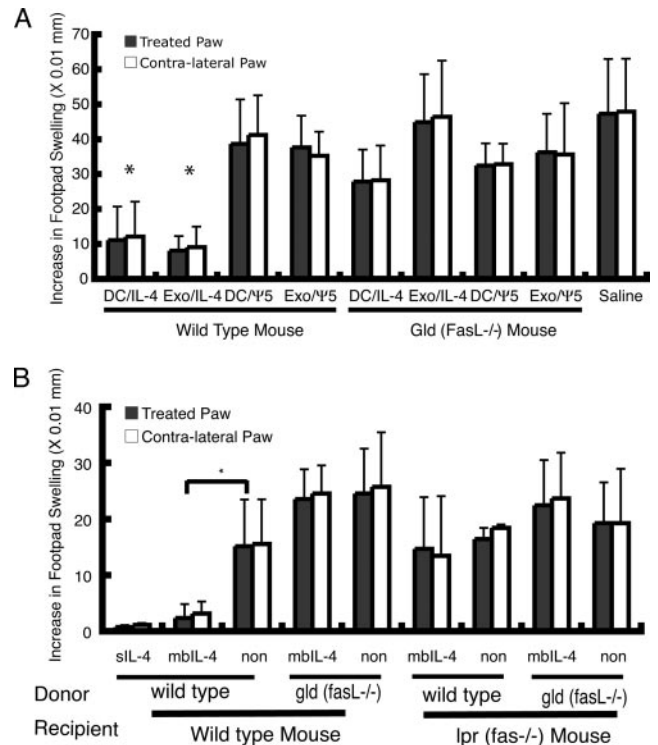 A
Increase in Footpad Swelling (X 0.01 mm)
70
60
50
40
30
20
10
0
Treated Paw
Contra-lateral Paw
* *
DC/IL-4 Exo/IL-4 DC/Ψ5 Exo/Ψ5 DC/IL-4 Exo/IL-4 DC/Ψ5 Exo/Ψ5 Saline
Wild Type Mouse Gld (FasL-/-) Mouse
B
Increase in Footpad Swelling (X 0.01 mm)
40
30
20
10
0
Treated Paw
Contra-lateral Paw
*
sIL-4 mbIL-4 non mbIL-4 non mbIL-4 non mbIL-4 non
Donor wild type gld (fasL-/-) wild type gld (fasL-/-)
Recipient Wild type Mouse lpr (fas-/-) Mouse